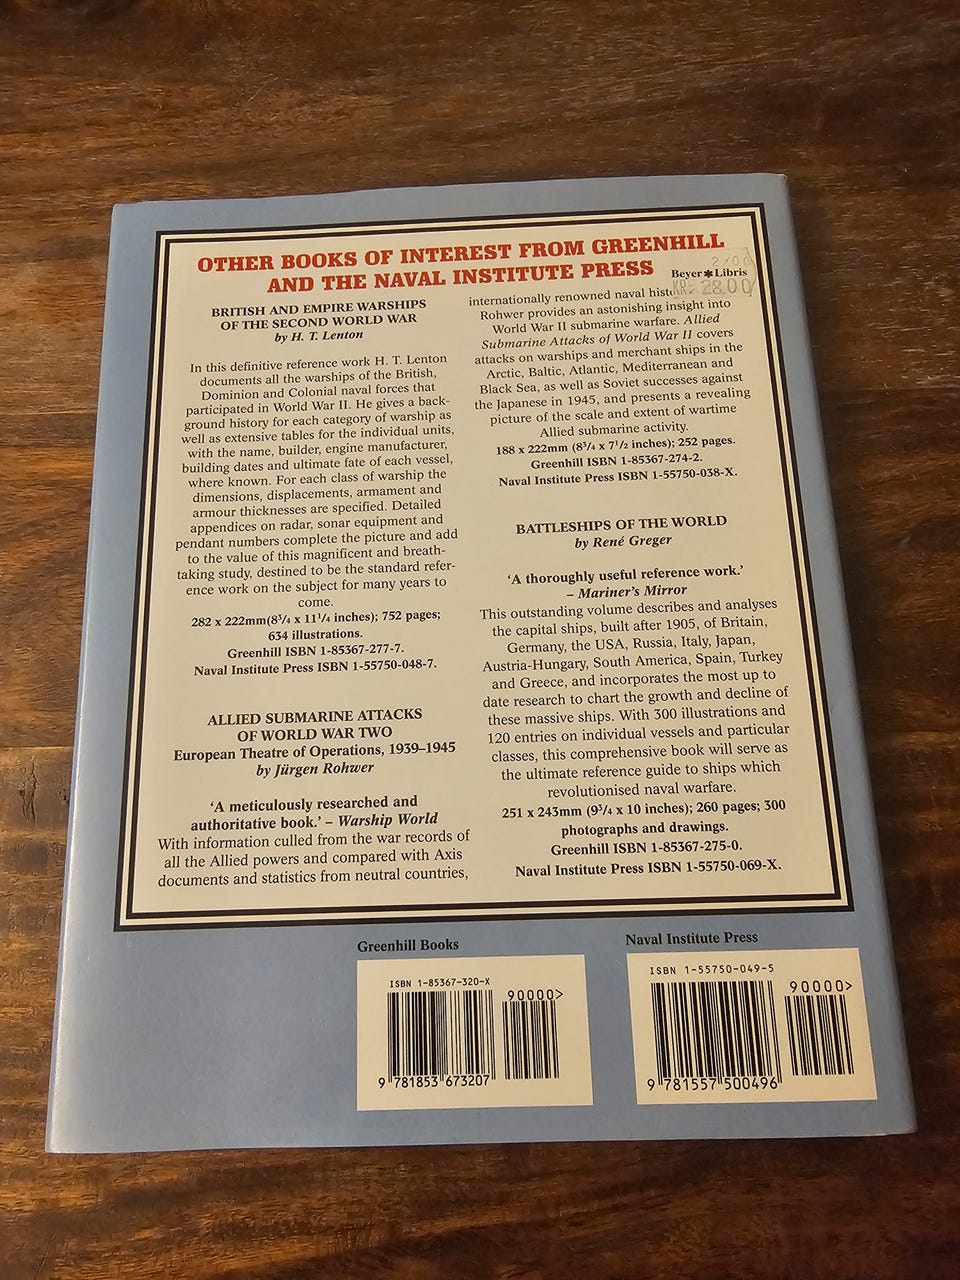 OTHER BOOKS OF INTEREST FROM GREENHILL
AND THE NAVAL INSTITUTE PRESS
2/00
Beyer✱Libris
KR 28.00
BRITISH AND EMPIRE WARSHIPS
OF THE SECOND WORLD WAR
by H. T. Lenton
In this definitive reference work H. T. Lenton
documents all the warships of the British,
Dominion and Colonial naval forces that
participated in World War II. He gives a back-
ground history for each category of warship as
well as extensive tables for the individual units,
with the name, builder, engine manufacturer,
building dates and ultimate fate of each vessel,
where known. For each class of warship the
dimensions, displacements, armament and
armour thicknesses are specified. Detailed
appendices on radar, sonar equipment and
pendant numbers complete the picture and add
to the value of this magnificent and breath-
taking study, destined to be the standard refer-
ence work on the subject for many years to
come.
282 x 222mm(8³/₄ x 11¹/₄ inches); 752 pages;
634 illustrations.
Greenhill ISBN 1-85367-277-7.
Naval Institute Press ISBN 1-55750-048-7.
ALLIED SUBMARINE ATTACKS
OF WORLD WAR TWO
European Theatre of Operations, 1939–1945
by Jürgen Rohwer
'A meticulously researched and
authoritative book.' – Warship World
With information culled from the war records of
all the Allied powers and compared with Axis
documents and statistics from neutral countries,
internationally renowned naval
Rohwer provides an astonishing insight into
World War II submarine warfare. Allied
Submarine Attacks of World War II covers
attacks on warships and merchant ships in the
Arctic, Baltic, Atlantic, Mediterranean and
Black Sea, as well as Soviet successes against
the Japanese in 1945, and presents a revealing
picture of the scale and extent of wartime
Allied submarine activity.
188 x 222mm (8³/₄ x 7¹/₂ inches); 252 pages.
Greenhill ISBN 1-85367-274-2.
Naval Institute Press ISBN 1-55750-038-X.
BATTLESHIPS OF THE WORLD
by René Greger
'A thoroughly useful reference work.'
– Mariner's Mirror
This outstanding volume describes and analyses
the capital ships, built after 1905, of Britain,
Germany, the USA, Russia, Italy, Japan,
Austria-Hungary, South America, Spain, Turkey
and Greece, and incorporates the most up to
date research to chart the growth and decline of
these massive ships. With 300 illustrations and
120 entries on individual vessels and particular
classes, this comprehensive book will serve as
the ultimate reference guide to ships which
revolutionised naval warfare.
251 x 243mm (9³/₄ x 10 inches); 260 pages; 300
photographs and drawings.
Greenhill ISBN 1-85367-275-0.
Naval Institute Press ISBN 1-55750-069-X.
Greenhill Books
ISBN 1-85367-320-X
90000>
9 781853 673207
Naval Institute Press
ISBN 1-55750-049-5
90000>
9 781557 500496